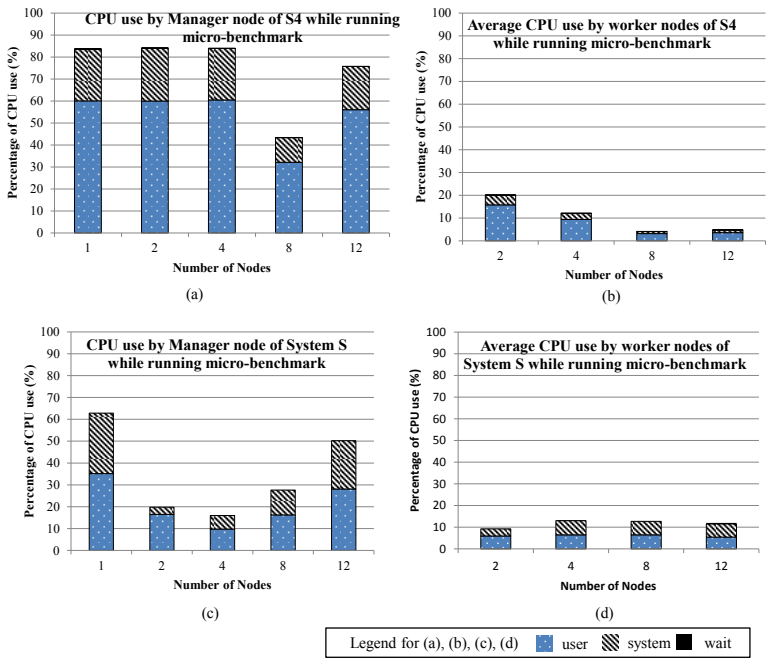 CPU use by Manager node of S4 while running
micro-benchmark
Percentage of CPU use (%)
100
90
80
70
60
50
40
30
20
10
0
1 2 4 8 12
Number of Nodes
(a)
Average CPU use by worker nodes of S4
while running micro-benchmark
Percentage of CPU use (%)
100
90
80
70
60
50
40
30
20
10
0
2 4 8 12
Number of Nodes
(b)
CPU use by Manager node of System S
while running micro-benchmark
Percentage of CPU use (%)
100
90
80
70
60
50
40
30
20
10
0
1 2 4 8 12
Number of Nodes
(c)
Average CPU use by worker nodes of
System S while running micro-benchmark
Percentage of CPU use (%)
100
90
80
70
60
50
40
30
20
10
0
2 4 8 12
Number of Nodes
(d)
Legend for (a), (b), (c), (d) user system wait